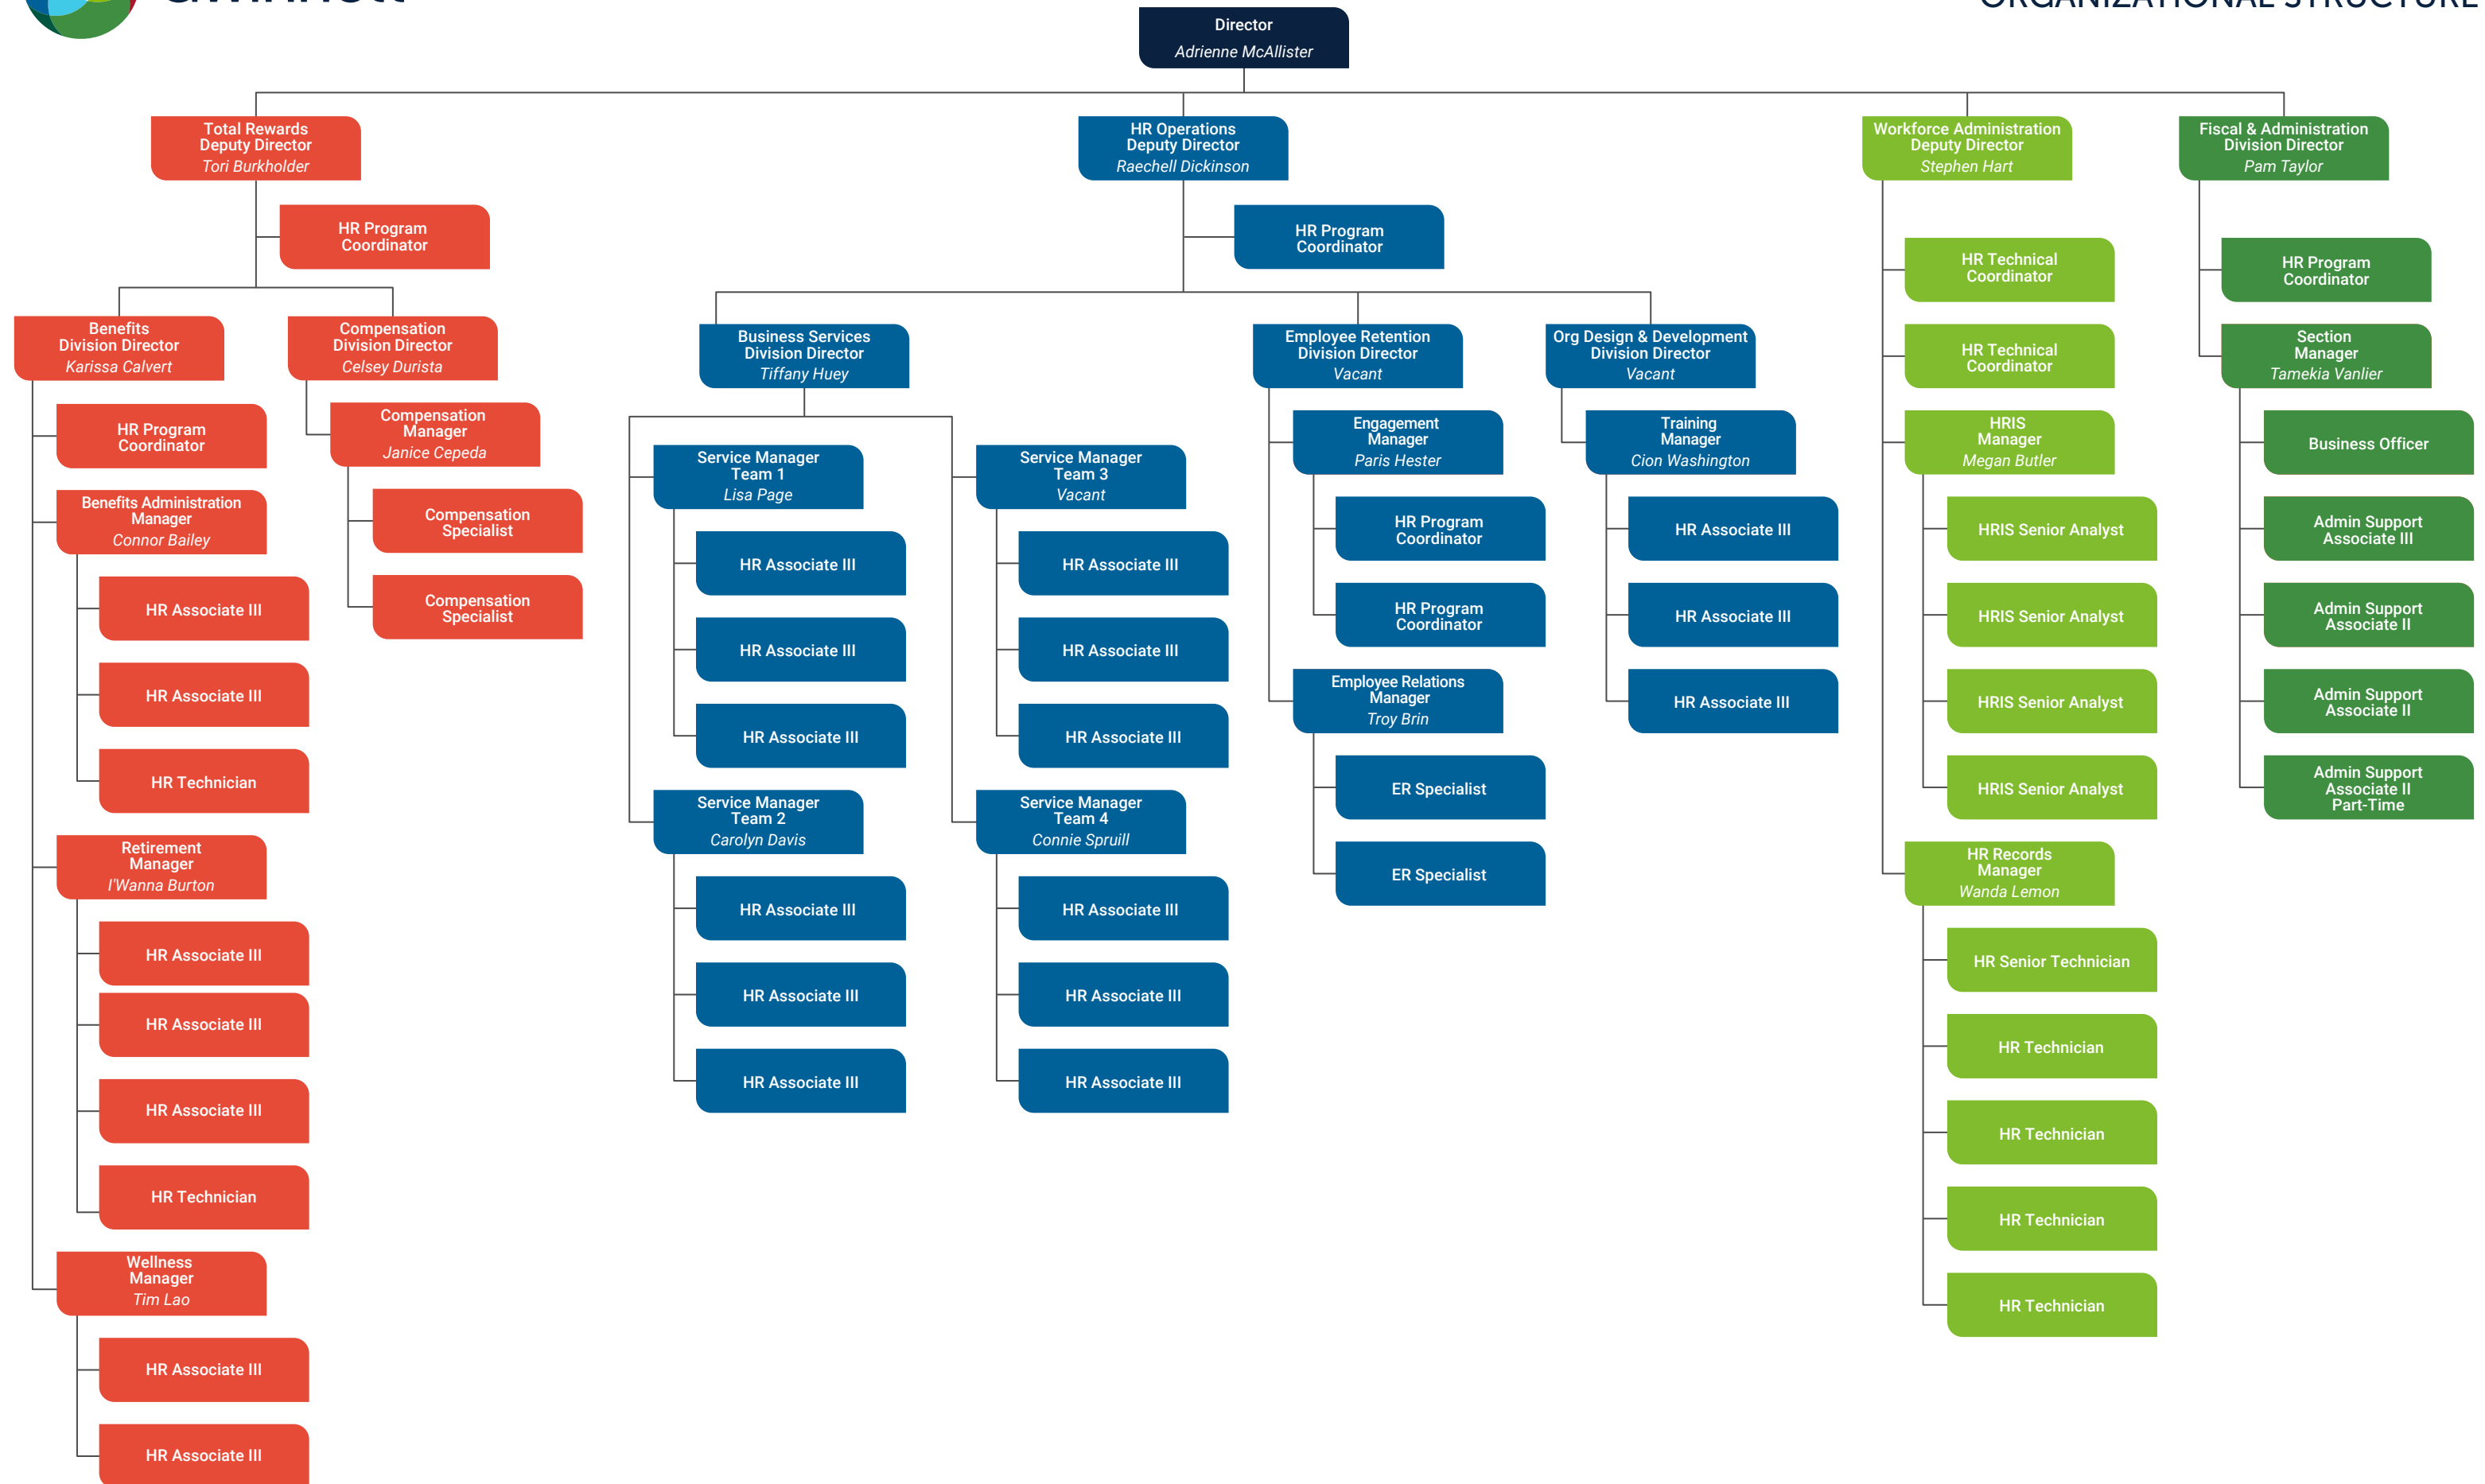 Gwinnett
ORGANIZATIONAL STRUCTURE
Director
Adrienne McAllister
Total Rewards
Deputy Director
Tori Burkholder
HR Program
Coordinator
Benefits
Division Director
Karissa Calvert
HR Program
Coordinator
Benefits Administration
Manager
Connor Bailey
HR Associate III
HR Associate III
HR Technician
Retirement
Manager
I'Wanna Burton
HR Associate III
HR Associate III
HR Associate III
HR Technician
Wellness
Manager
Tim Lao
HR Associate III
HR Associate III
Compensation
Division Director
Celsey Durista
Compensation
Manager
Janice Cepeda
Compensation
Specialist
Compensation
Specialist
HR Operations
Deputy Director
Raechell Dickinson
HR Program
Coordinator
Business Services
Division Director
Tiffany Huey
Service Manager
Team 1
Lisa Page
HR Associate III
HR Associate III
HR Associate III
Service Manager
Team 2
Carolyn Davis
HR Associate III
HR Associate III
HR Associate III
Service Manager
Team 3
Vacant
HR Associate III
HR Associate III
HR Associate III
Service Manager
Team 4
Connie Spruill
HR Associate III
HR Associate III
HR Associate III
Employee Retention
Division Director
Vacant
Engagement
Manager
Paris Hester
HR Program
Coordinator
HR Program
Coordinator
Employee Relations
Manager
Troy Brin
ER Specialist
ER Specialist
Org Design & Development
Division Director
Vacant
Training
Manager
Cion Washington
HR Associate III
HR Associate III
HR Associate III
Workforce Administration
Deputy Director
Stephen Hart
HR Technical
Coordinator
HR Technical
Coordinator
HRIS
Manager
Megan Butler
HRIS Senior Analyst
HRIS Senior Analyst
HRIS Senior Analyst
HRIS Senior Analyst
HR Records
Manager
Wanda Lemon
HR Senior Technician
HR Technician
HR Technician
HR Technician
HR Technician
Fiscal & Administration
Division Director
Pam Taylor
HR Program
Coordinator
Section
Manager
Tamekia Vanlier
Business Officer
Admin Support
Associate III
Admin Support
Associate II
Admin Support
Associate II
Admin Support
Associate II
Part-Time